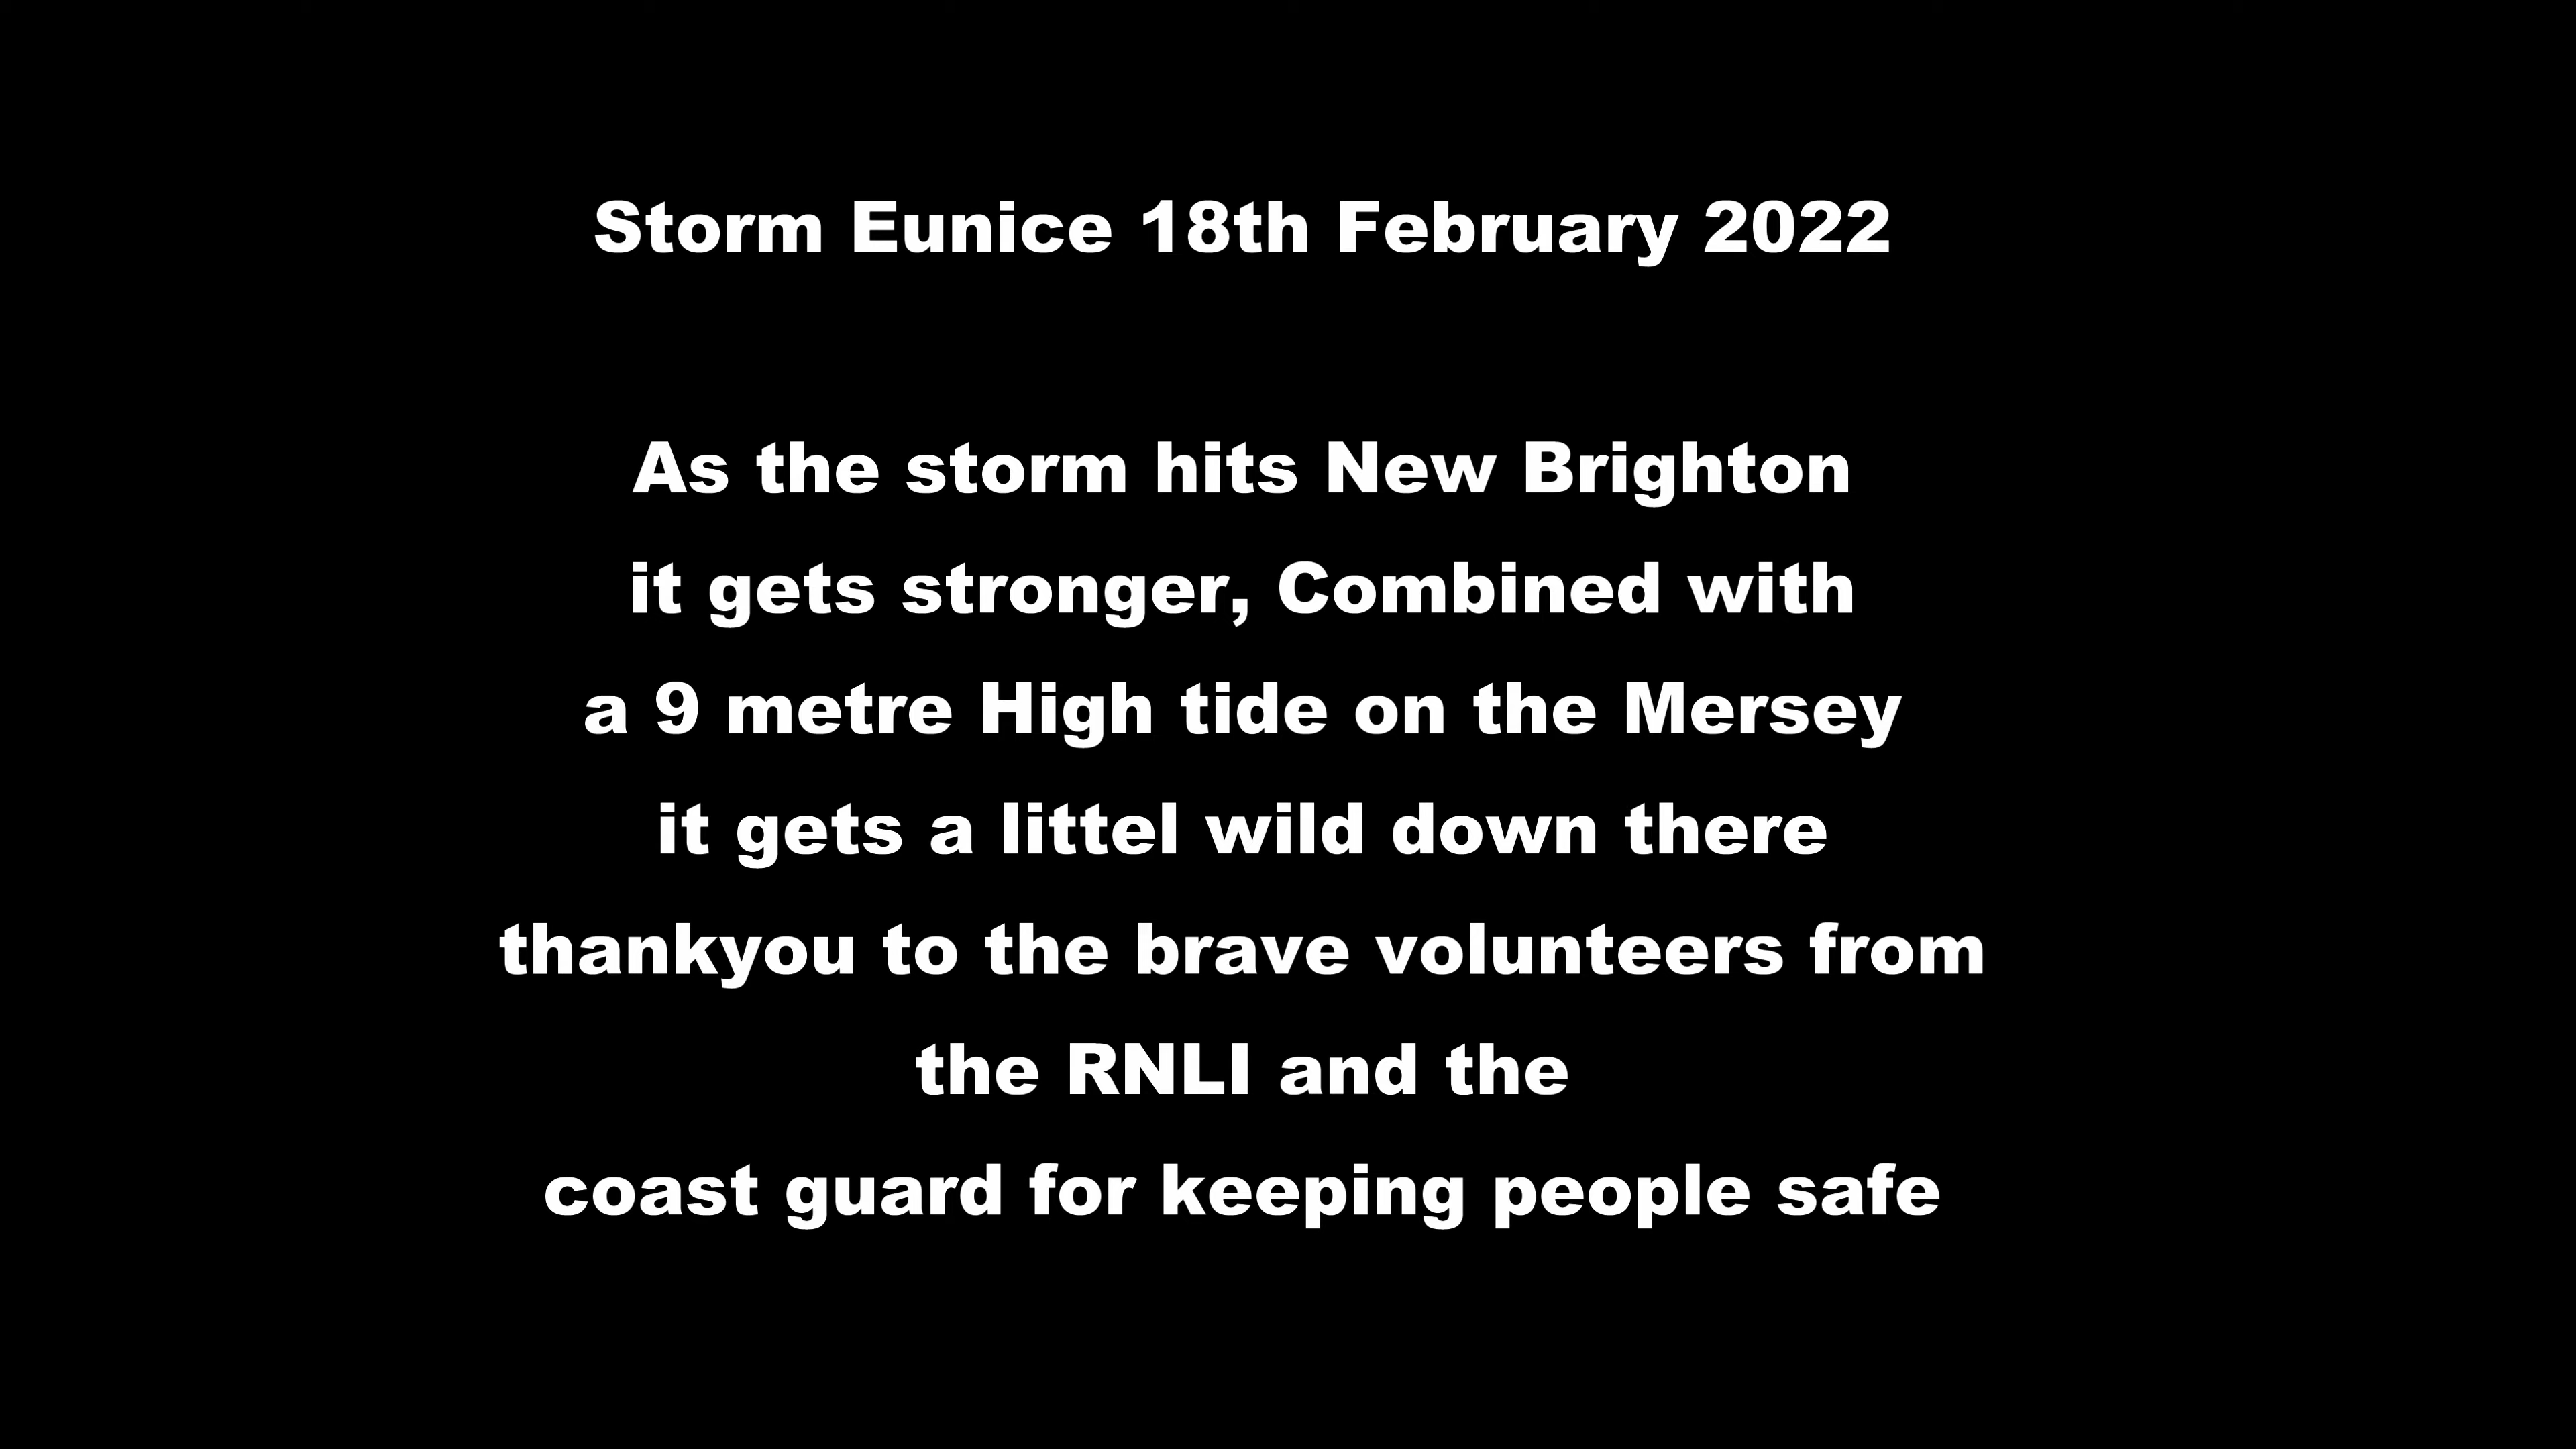 Storm Eunice 18th February 2022
As the storm hits New Brighton
it gets stronger, Combined with
a 9 metre High tide on the Mersey
it gets a littel wild down there
thankyou to the brave volunteers from
the RNLI and the
coast guard for keeping people safe